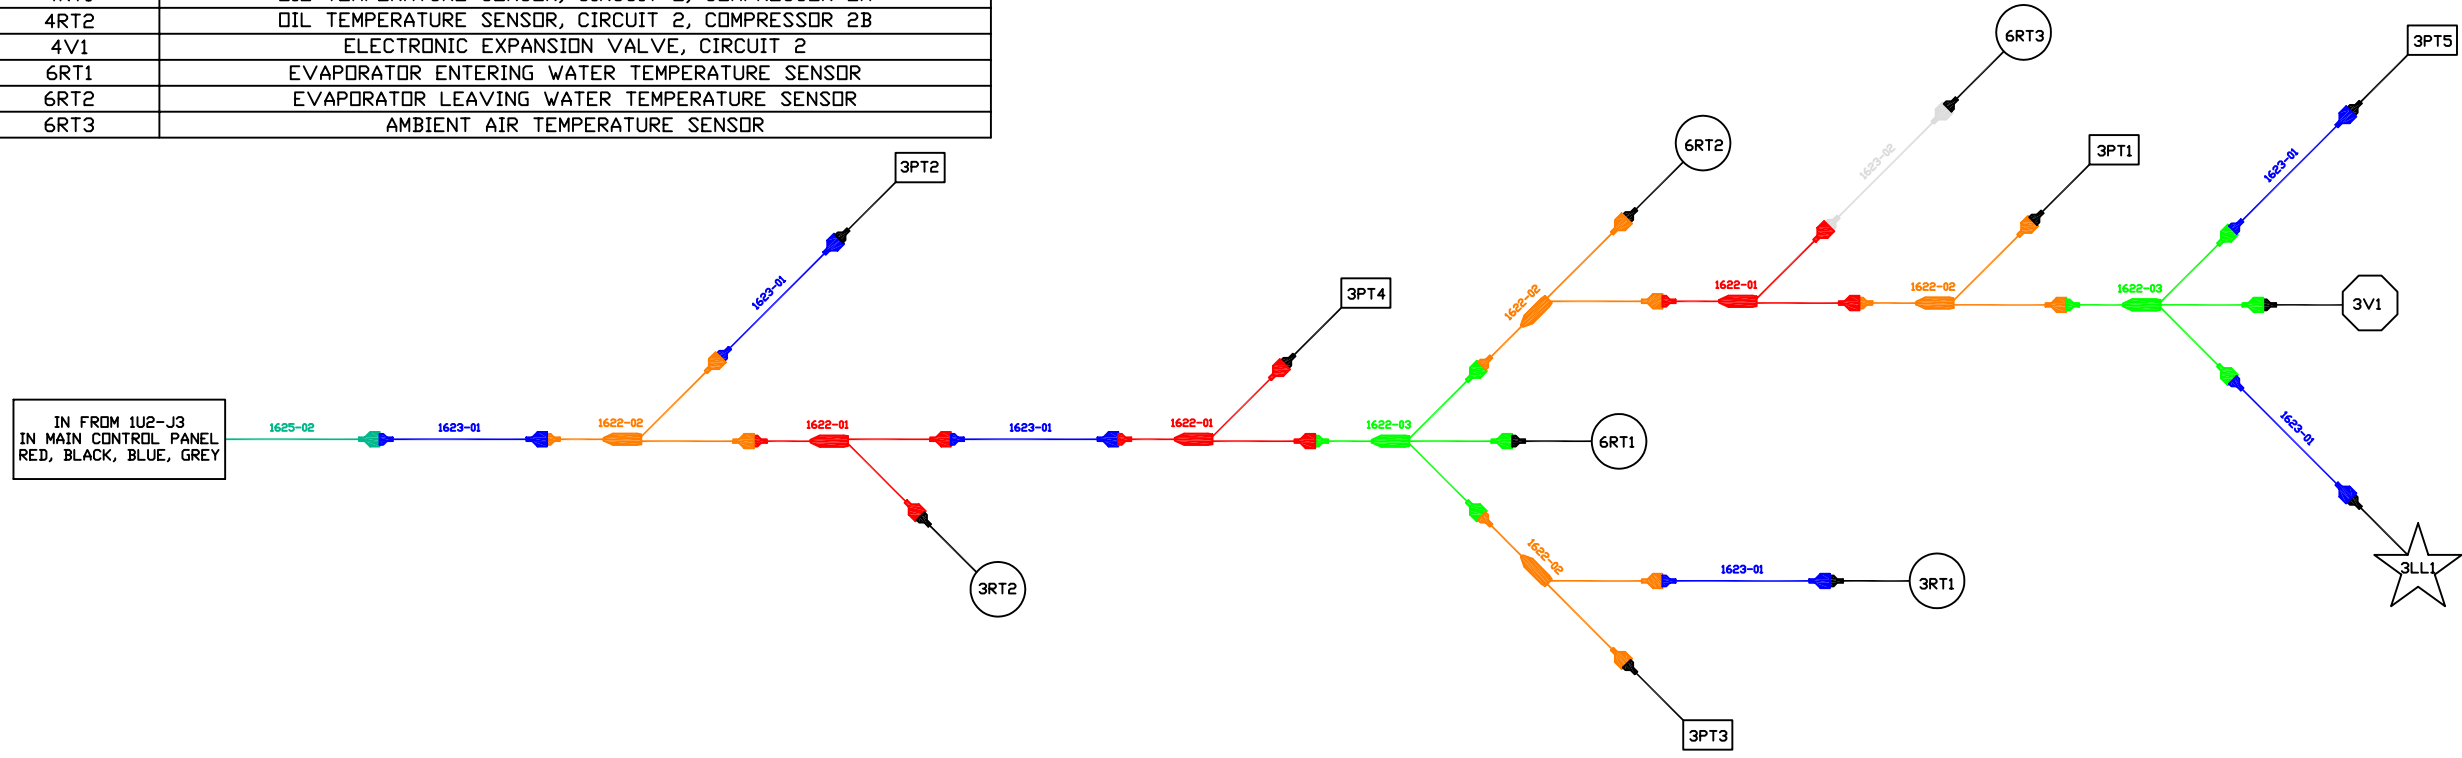 4RT2 OIL TEMPERATURE SENSOR, CIRCUIT 2, COMPRESSOR 2B
4V1 ELECTRONIC EXPANSION VALVE, CIRCUIT 2
6RT1 EVAPORATOR ENTERING WATER TEMPERATURE SENSOR
6RT2 EVAPORATOR LEAVING WATER TEMPERATURE SENSOR
6RT3 AMBIENT AIR TEMPERATURE SENSOR
6RT3
3PT5
6RT2
1623-02
3PT1
1623-01
3PT2
1623-01
3PT4
1622-02
1622-01
1622-02
1622-03
3V1
IN FROM 1U2-J3
IN MAIN CONTROL PANEL
RED, BLACK, BLUE, GREY
1625-02
1623-01
1622-02
1622-01
1623-01
1622-01
1622-03
6RT1
1623-01
3RT2
1622-02
1623-01
3RT1
3LL1
3PT3